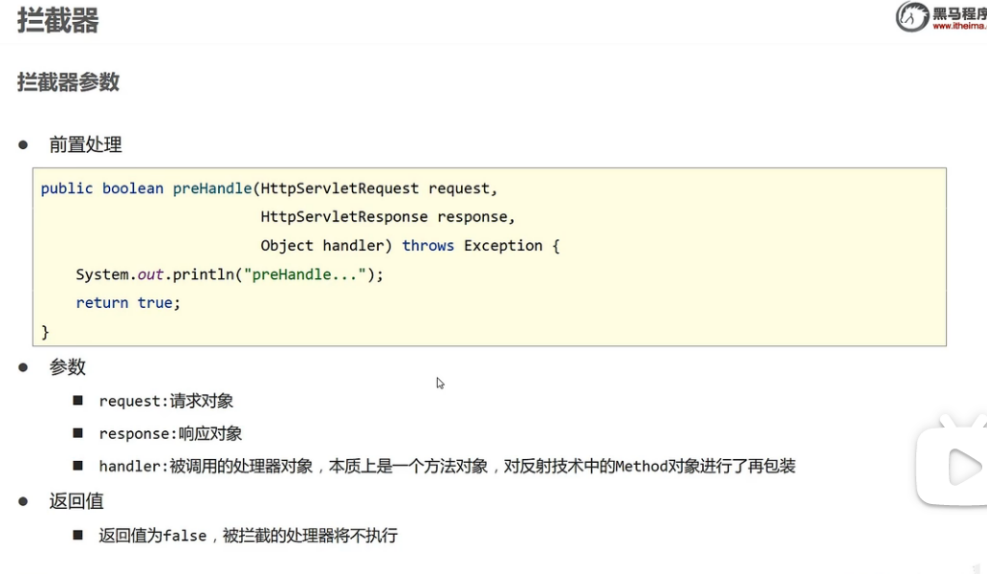 拦截器
黑马程序
www.itheima.
拦截器参数
● 前置处理
public boolean preHandle(HttpServletRequest request,
HttpServletResponse response,
Object handler) throws Exception {
System.out.println("preHandle...");
return true;
}
● 参数
■ request:请求对象
■ response:响应对象
■ handler:被调用的处理器对象，本质上是一个方法对象，对反射技术中的Method对象进行了再包装
● 返回值
■ 返回值为false，被拦截的处理器将不执行